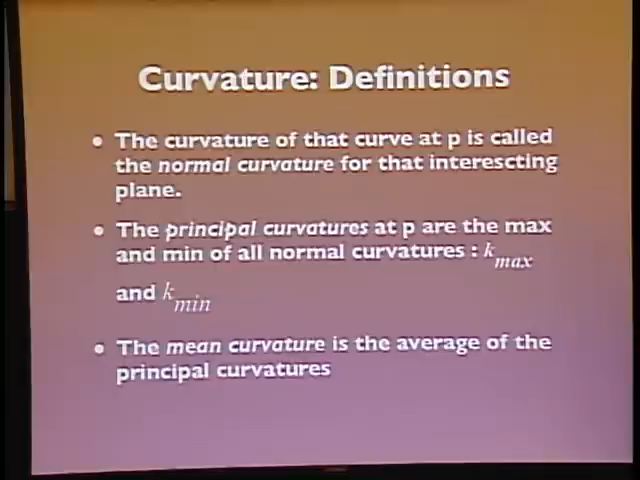 Curvature: Definitions
• The curvature of that curve at p is called
the normal curvature for that interescting
plane.
• The principal curvatures at p are the max
and min of all normal curvatures : k max
and k min
• The mean curvature is the average of the
principal curvatures